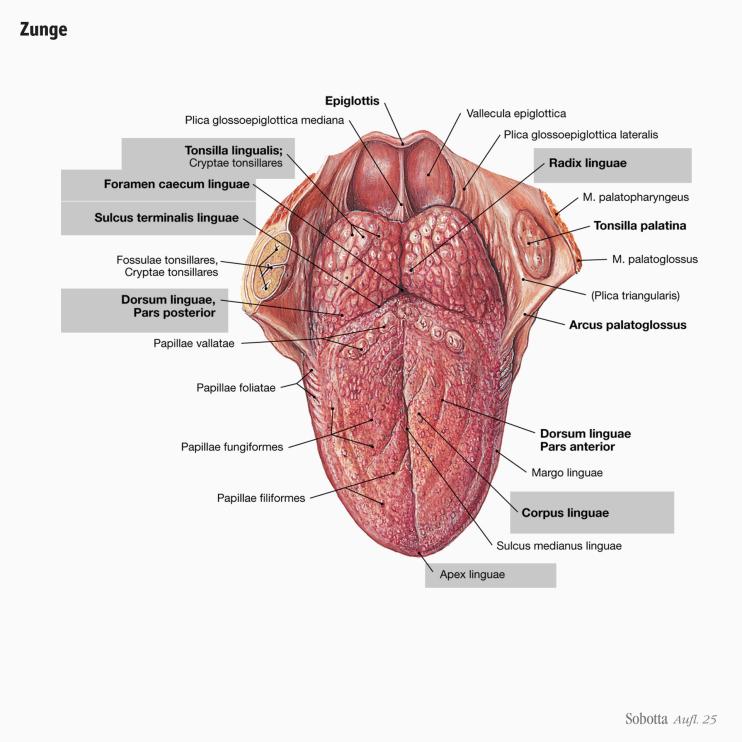 Zunge
Epiglottis
Plica glossoepiglottica mediana
Vallecula epiglottica
Plica glossoepiglottica lateralis
Tonsilla lingualis;
Cryptae tonsillares
Radix linguae
Foramen caecum linguae
M. palatopharyngeus
Sulcus terminalis linguae
Tonsilla palatina
Fossulae tonsillares,
Cryptae tonsillares
M. palatoglossus
(Plica triangularis)
Dorsum linguae,
Pars posterior
Arcus palatoglossus
Papillae vallatae
Papillae foliatae
Dorsum linguae
Pars anterior
Papillae fungiformes
Margo linguae
Papillae filiformes
Corpus linguae
Sulcus medianus linguae
Apex linguae
Sobotta Aufl. 25